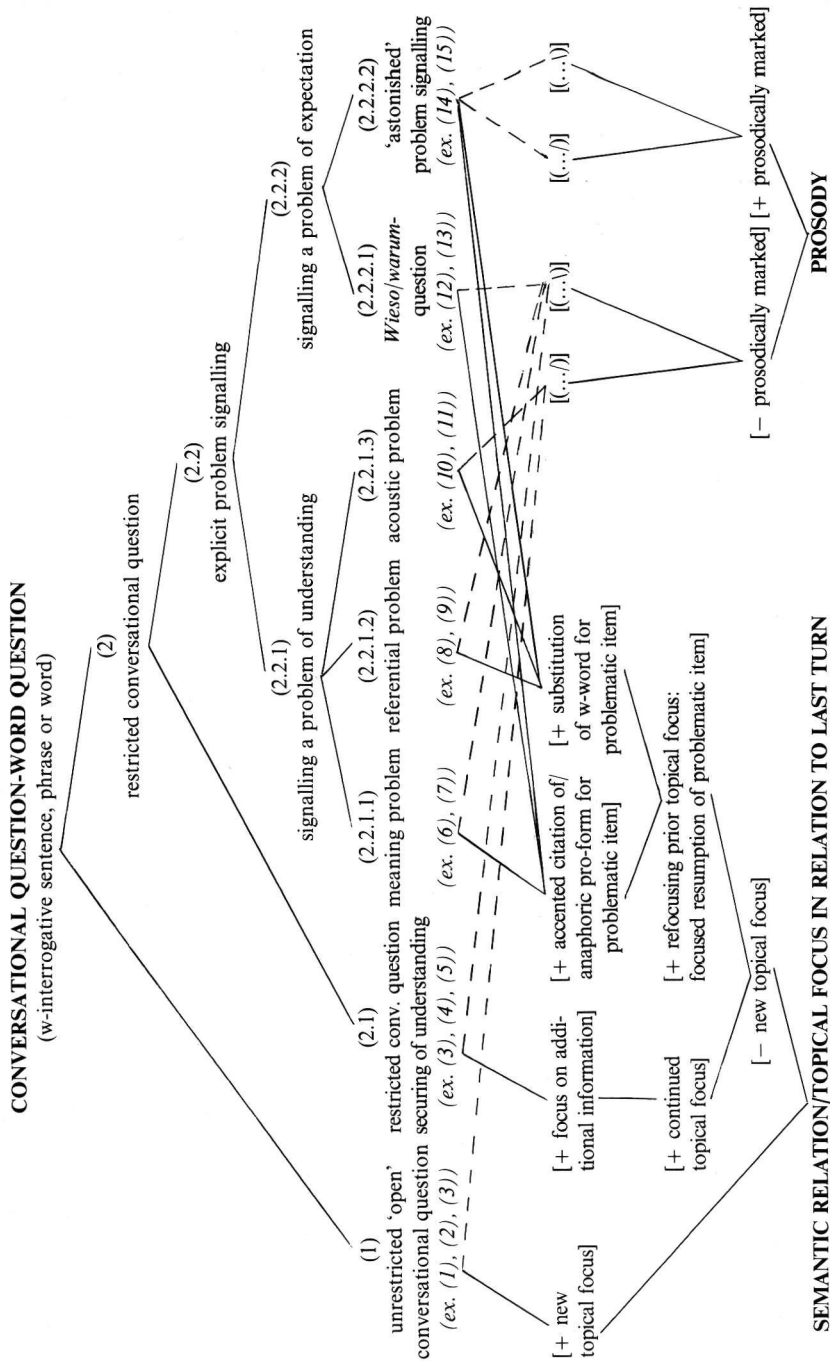 CONVERSATIONAL QUESTION-WORD QUESTION
(w-interrogative sentence, phrase or word)
(2)
restricted conversational question
(2.2)
explicit problem signalling
(2.2.1)
signalling a problem of understanding
(2.2.2)
signalling a problem of expectation
(1)
unrestricted ‘open’
conversational question
(ex. (1), (2), (3))
(2.1)
restricted conv. question
securing of understanding
(ex. (3), (4), (5))
(2.2.1.1)
meaning problem
(ex. (6), (7))
(2.2.1.2)
referential problem
(ex. (8), (9))
(2.2.1.3)
acoustic problem
(ex. (10), (11))
(2.2.2.1)
Wieso/warum-
question
(ex. (12), (13))
(2.2.2.2)
‘astonished’
problem signalling
(ex. (14), (15))
[+ new
topical focus]
[+ focus on addi-
tional information]
[+ accented citation of/
anaphoric pro-form for
problematic item]
[+ substitution
of w-word for
problematic item]
[(.../)]
[(...\)]
[(.../)]
[(...\)]
[+ continued
topical focus]
[+ refocusing prior topical focus:
focused resumption of problematic item]
[− new topical focus]
[− prosodically marked] [+ prosodically marked]
SEMANTIC RELATION/TOPICAL FOCUS IN RELATION TO LAST TURN
PROSODY